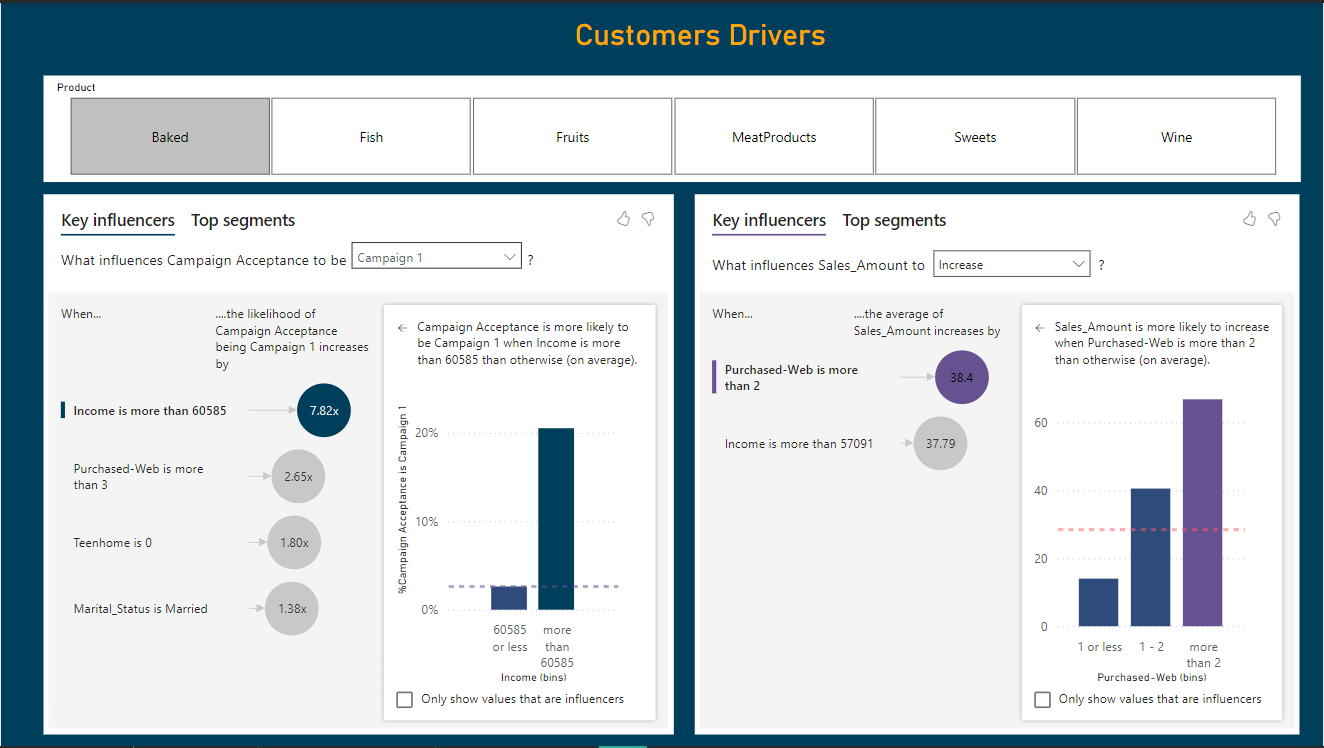 Customers Drivers
Product
Baked
Fish
Fruits
MeatProducts
Sweets
Wine
Key influencers
Top segments
What influences Campaign Acceptance to be
Campaign 1
?
When...
....the likelihood of
Campaign Acceptance
being Campaign 1 increases
by
Income is more than 60585
7.82x
Purchased-Web is more
than 3
2.65x
Teenhome is 0
1.80x
Marital_Status is Married
1.38x
Campaign Acceptance is more likely to
be Campaign 1 when Income is more
than 60585 than otherwise (on average).
%Campaign Acceptance is Campaign 1
20%
10%
0%
60585
or less
more
than
60585
Income (bins)
Only show values that are influencers
Key influencers
Top segments
What influences Sales_Amount to
Increase
?
When...
....the average of
Sales_Amount increases by
Purchased-Web is more
than 2
38.4
Income is more than 57091
37.79
Sales_Amount is more likely to increase
when Purchased-Web is more than 2
than otherwise (on average).
60
40
20
0
1 or less
1 - 2
more
than 2
Purchased-Web (bins)
Only show values that are influencers